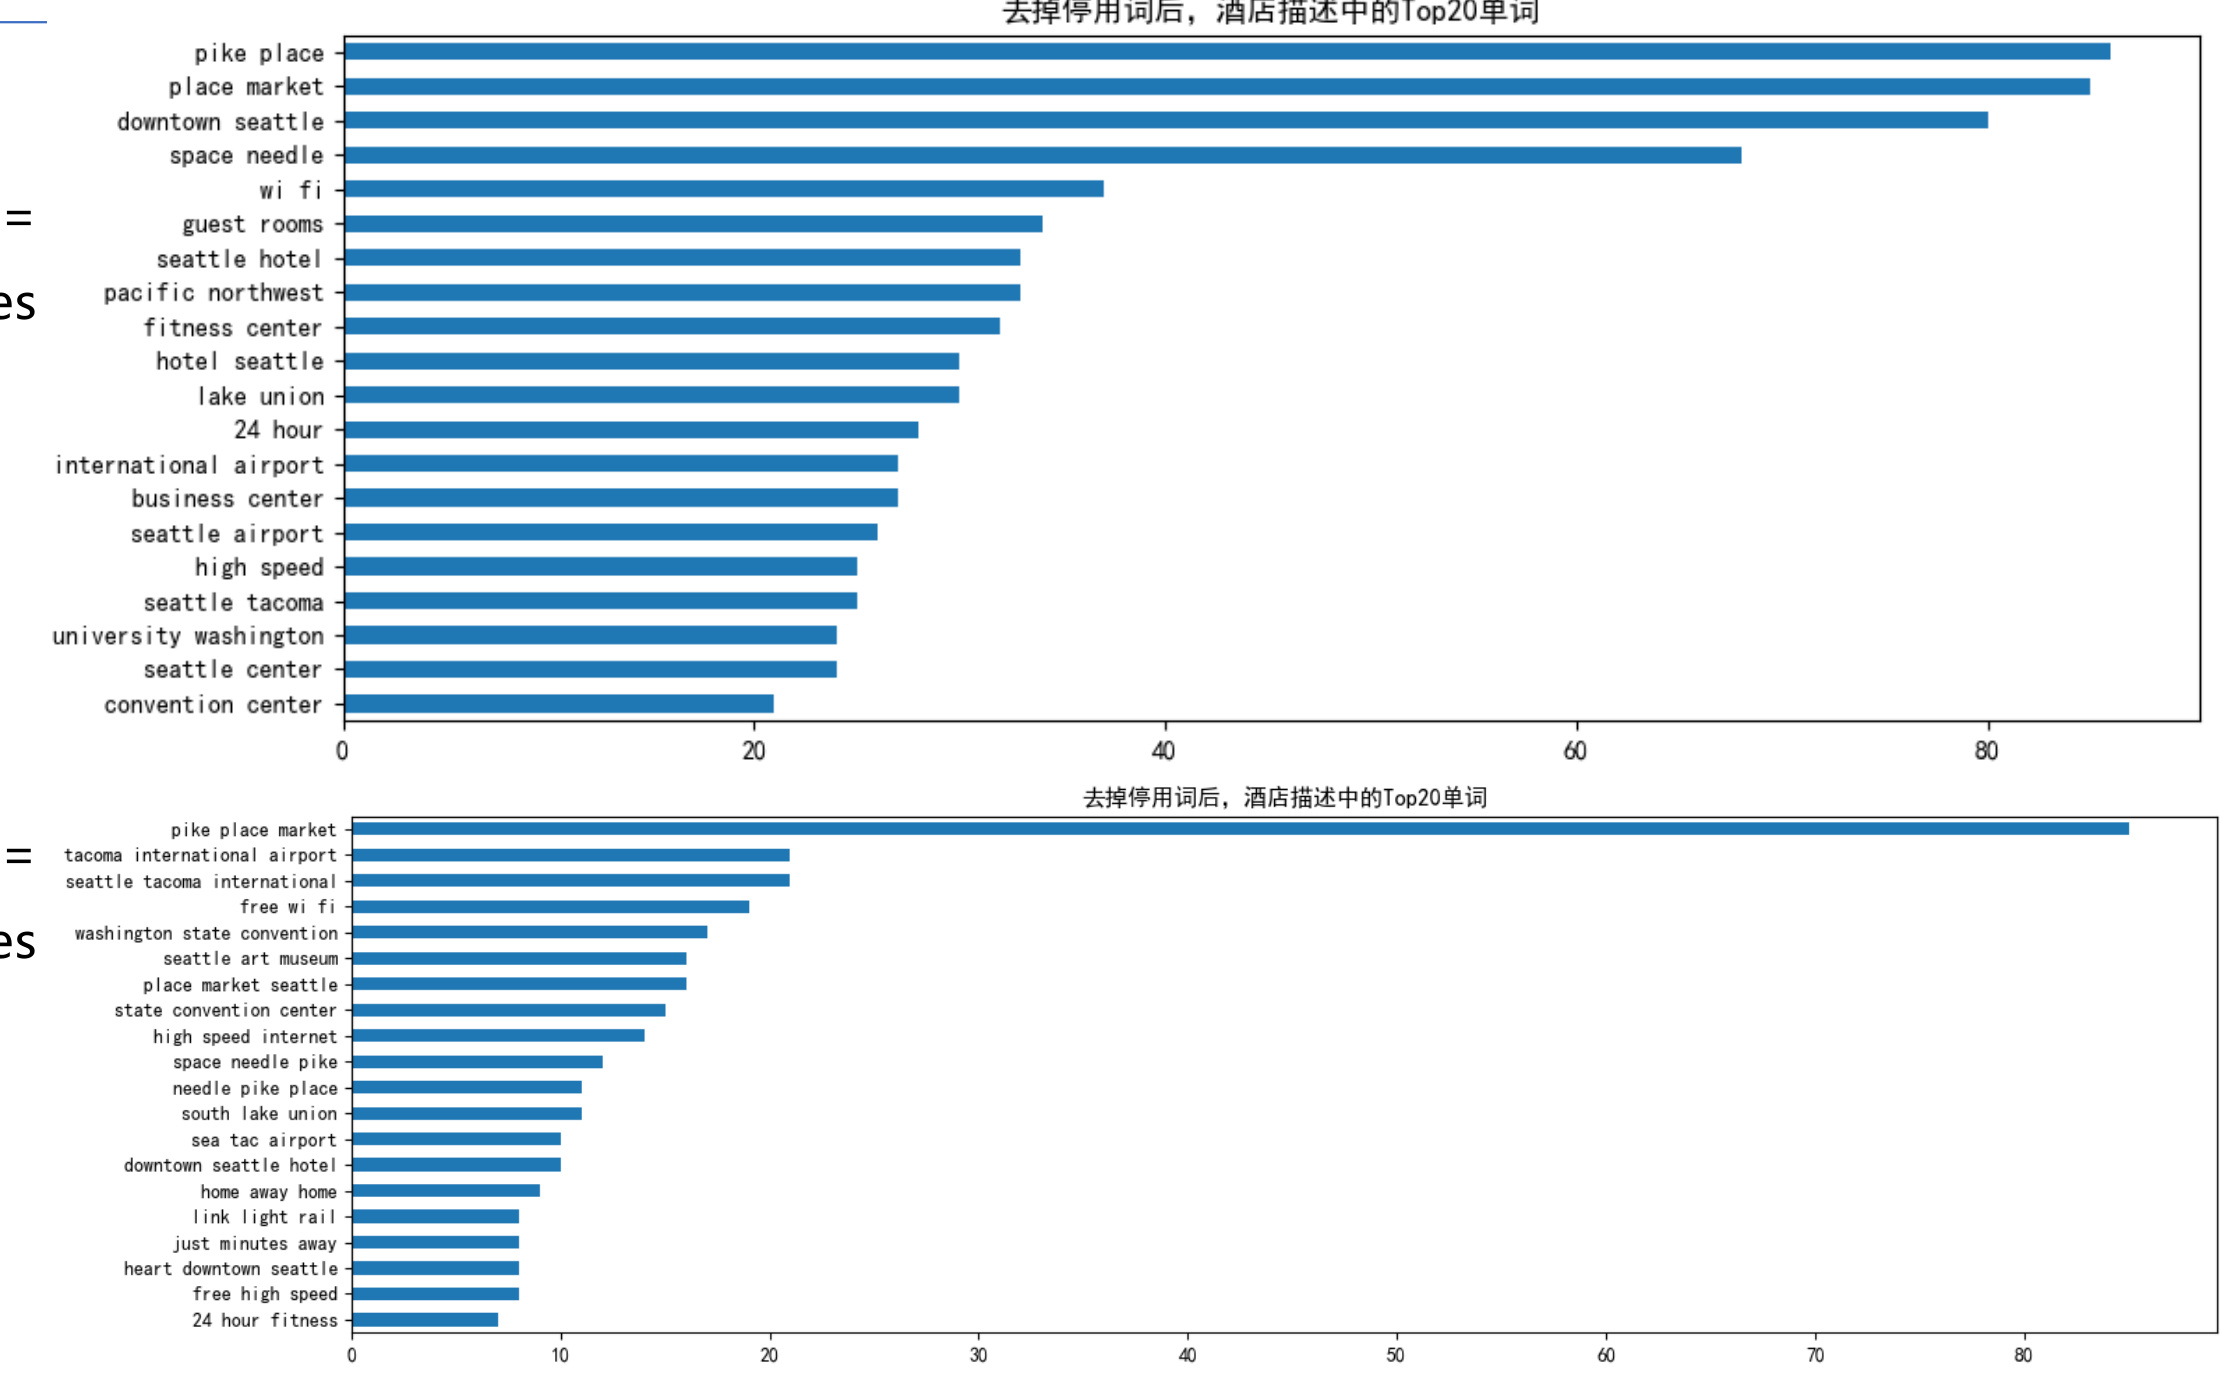 去掉停用词后，酒店描述中的Top20单词
pike place
place market
downtown seattle
space needle
wi fi
=
guest rooms
seattle hotel
pacific northwest
es
fitness center
hotel seattle
lake union
24 hour
international airport
business center
seattle airport
high speed
seattle tacoma
university washington
seattle center
convention center
0 20 40 60 80
去掉停用词后，酒店描述中的Top20单词
pike place market
=
tacoma international airport
seattle tacoma international
free wi fi
washington state convention
es
seattle art museum
place market seattle
state convention center
high speed internet
space needle pike
needle pike place
south lake union
sea tac airport
downtown seattle hotel
home away home
link light rail
just minutes away
heart downtown seattle
free high speed
24 hour fitness
0 10 20 30 40 50 60 70 80